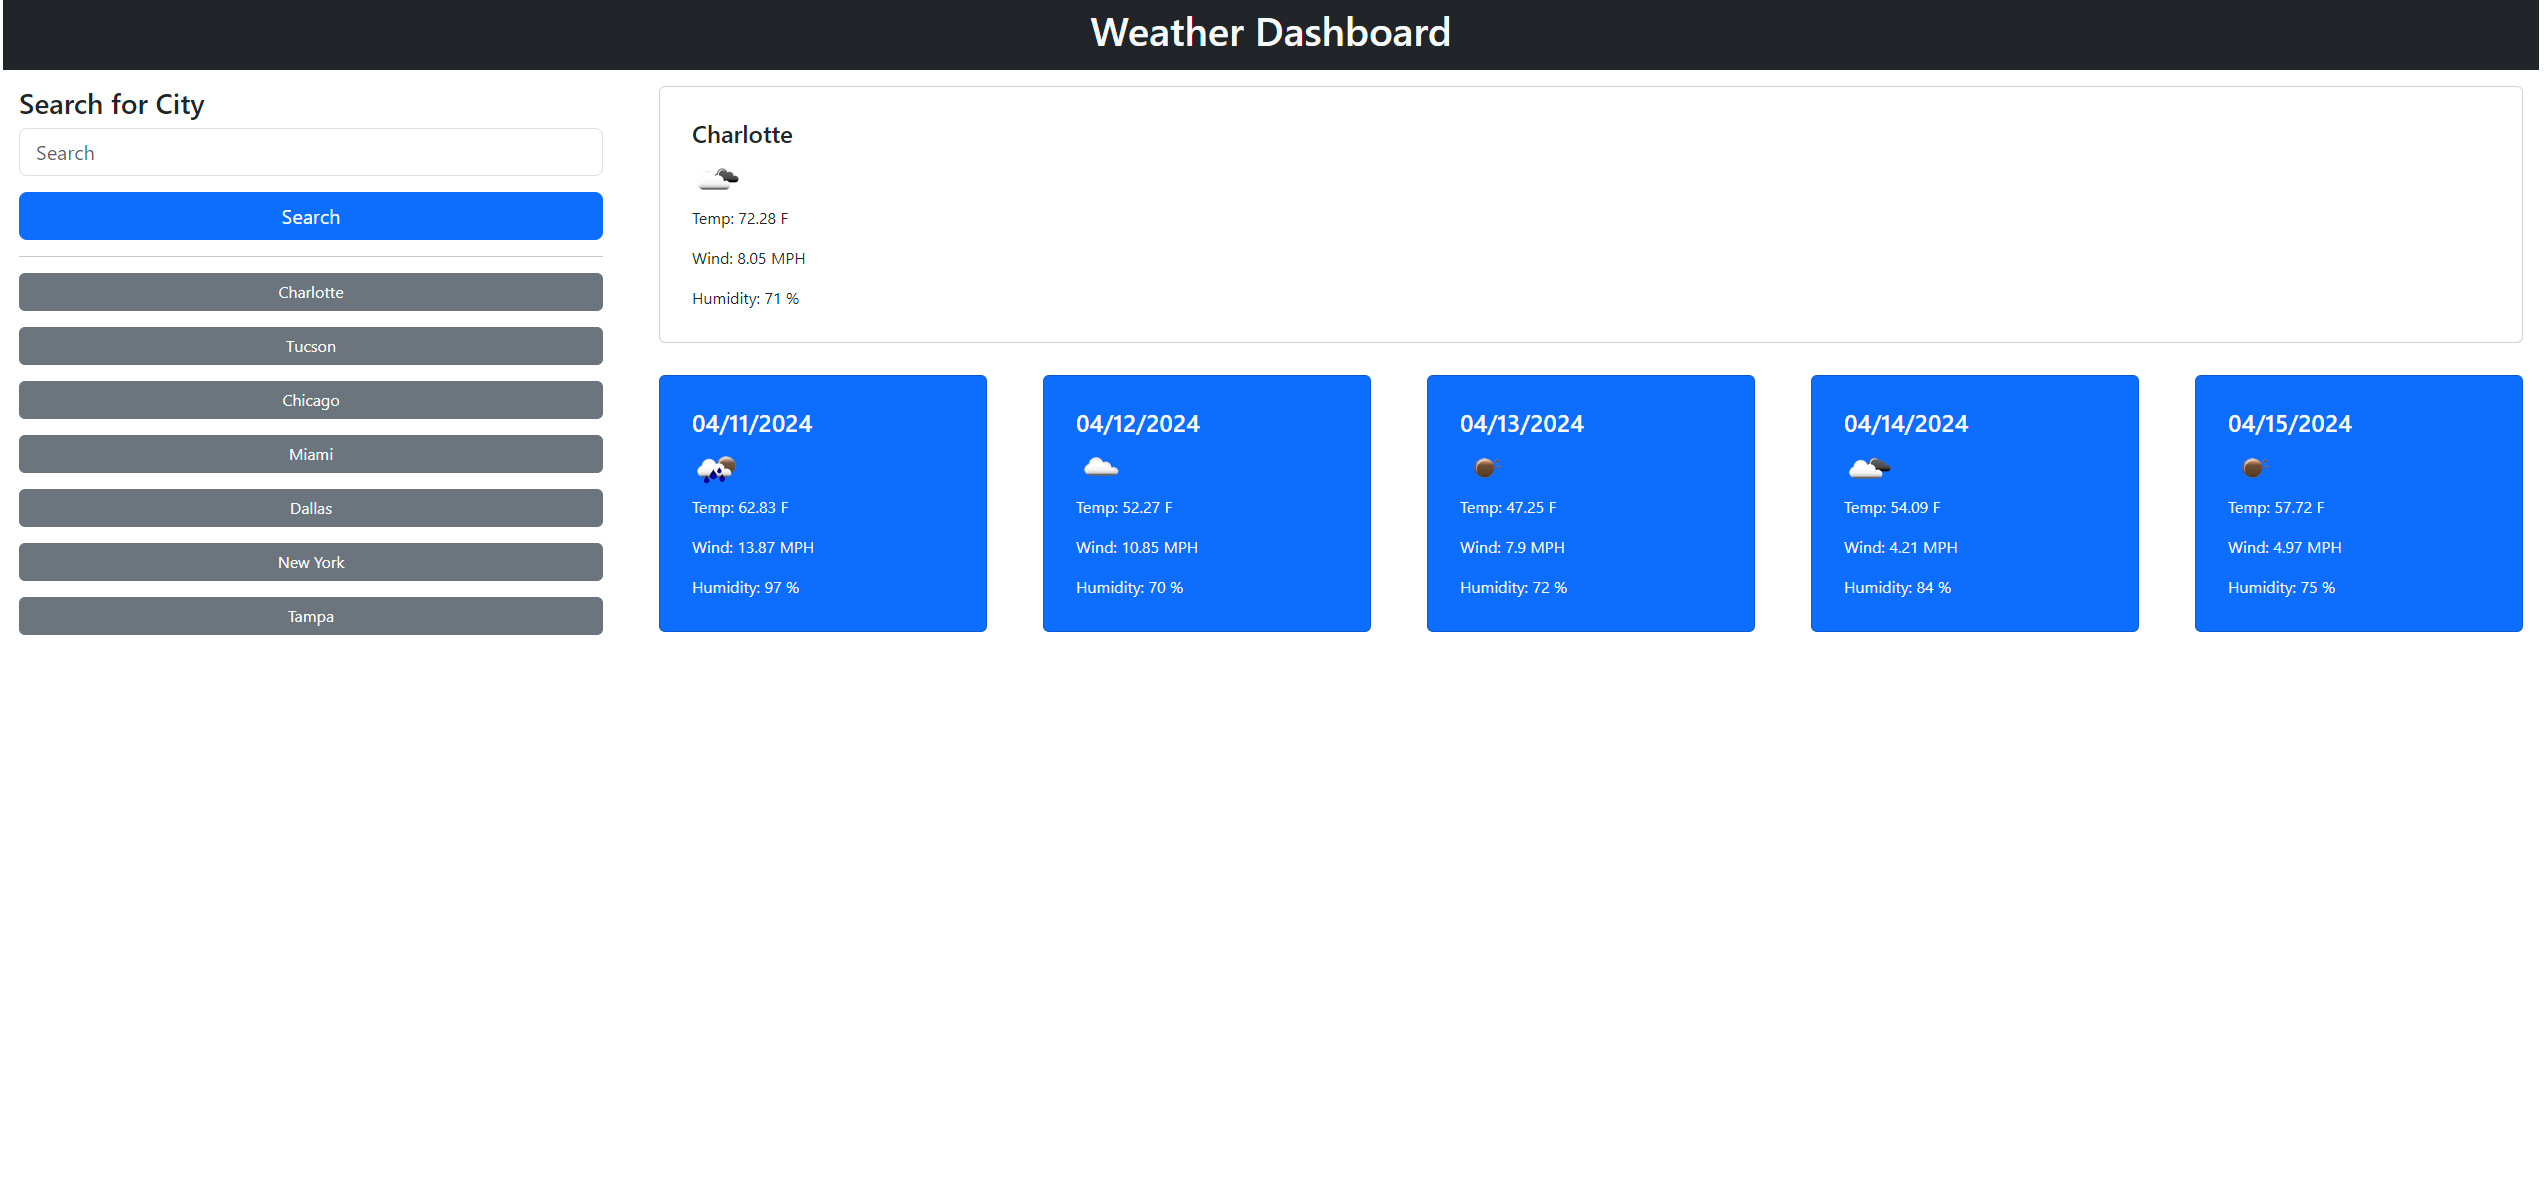 Weather Dashboard
Search for City
Search
Search
Charlotte
Tucson
Chicago
Miami
Dallas
New York
Tampa
Charlotte
Temp: 72.28 F
Wind: 8.05 MPH
Humidity: 71 %
04/11/2024
Temp: 62.83 F
Wind: 13.87 MPH
Humidity: 97 %
04/12/2024
Temp: 52.27 F
Wind: 10.85 MPH
Humidity: 70 %
04/13/2024
Temp: 47.25 F
Wind: 7.9 MPH
Humidity: 72 %
04/14/2024
Temp: 54.09 F
Wind: 4.21 MPH
Humidity: 84 %
04/15/2024
Temp: 57.72 F
Wind: 4.97 MPH
Humidity: 75 %